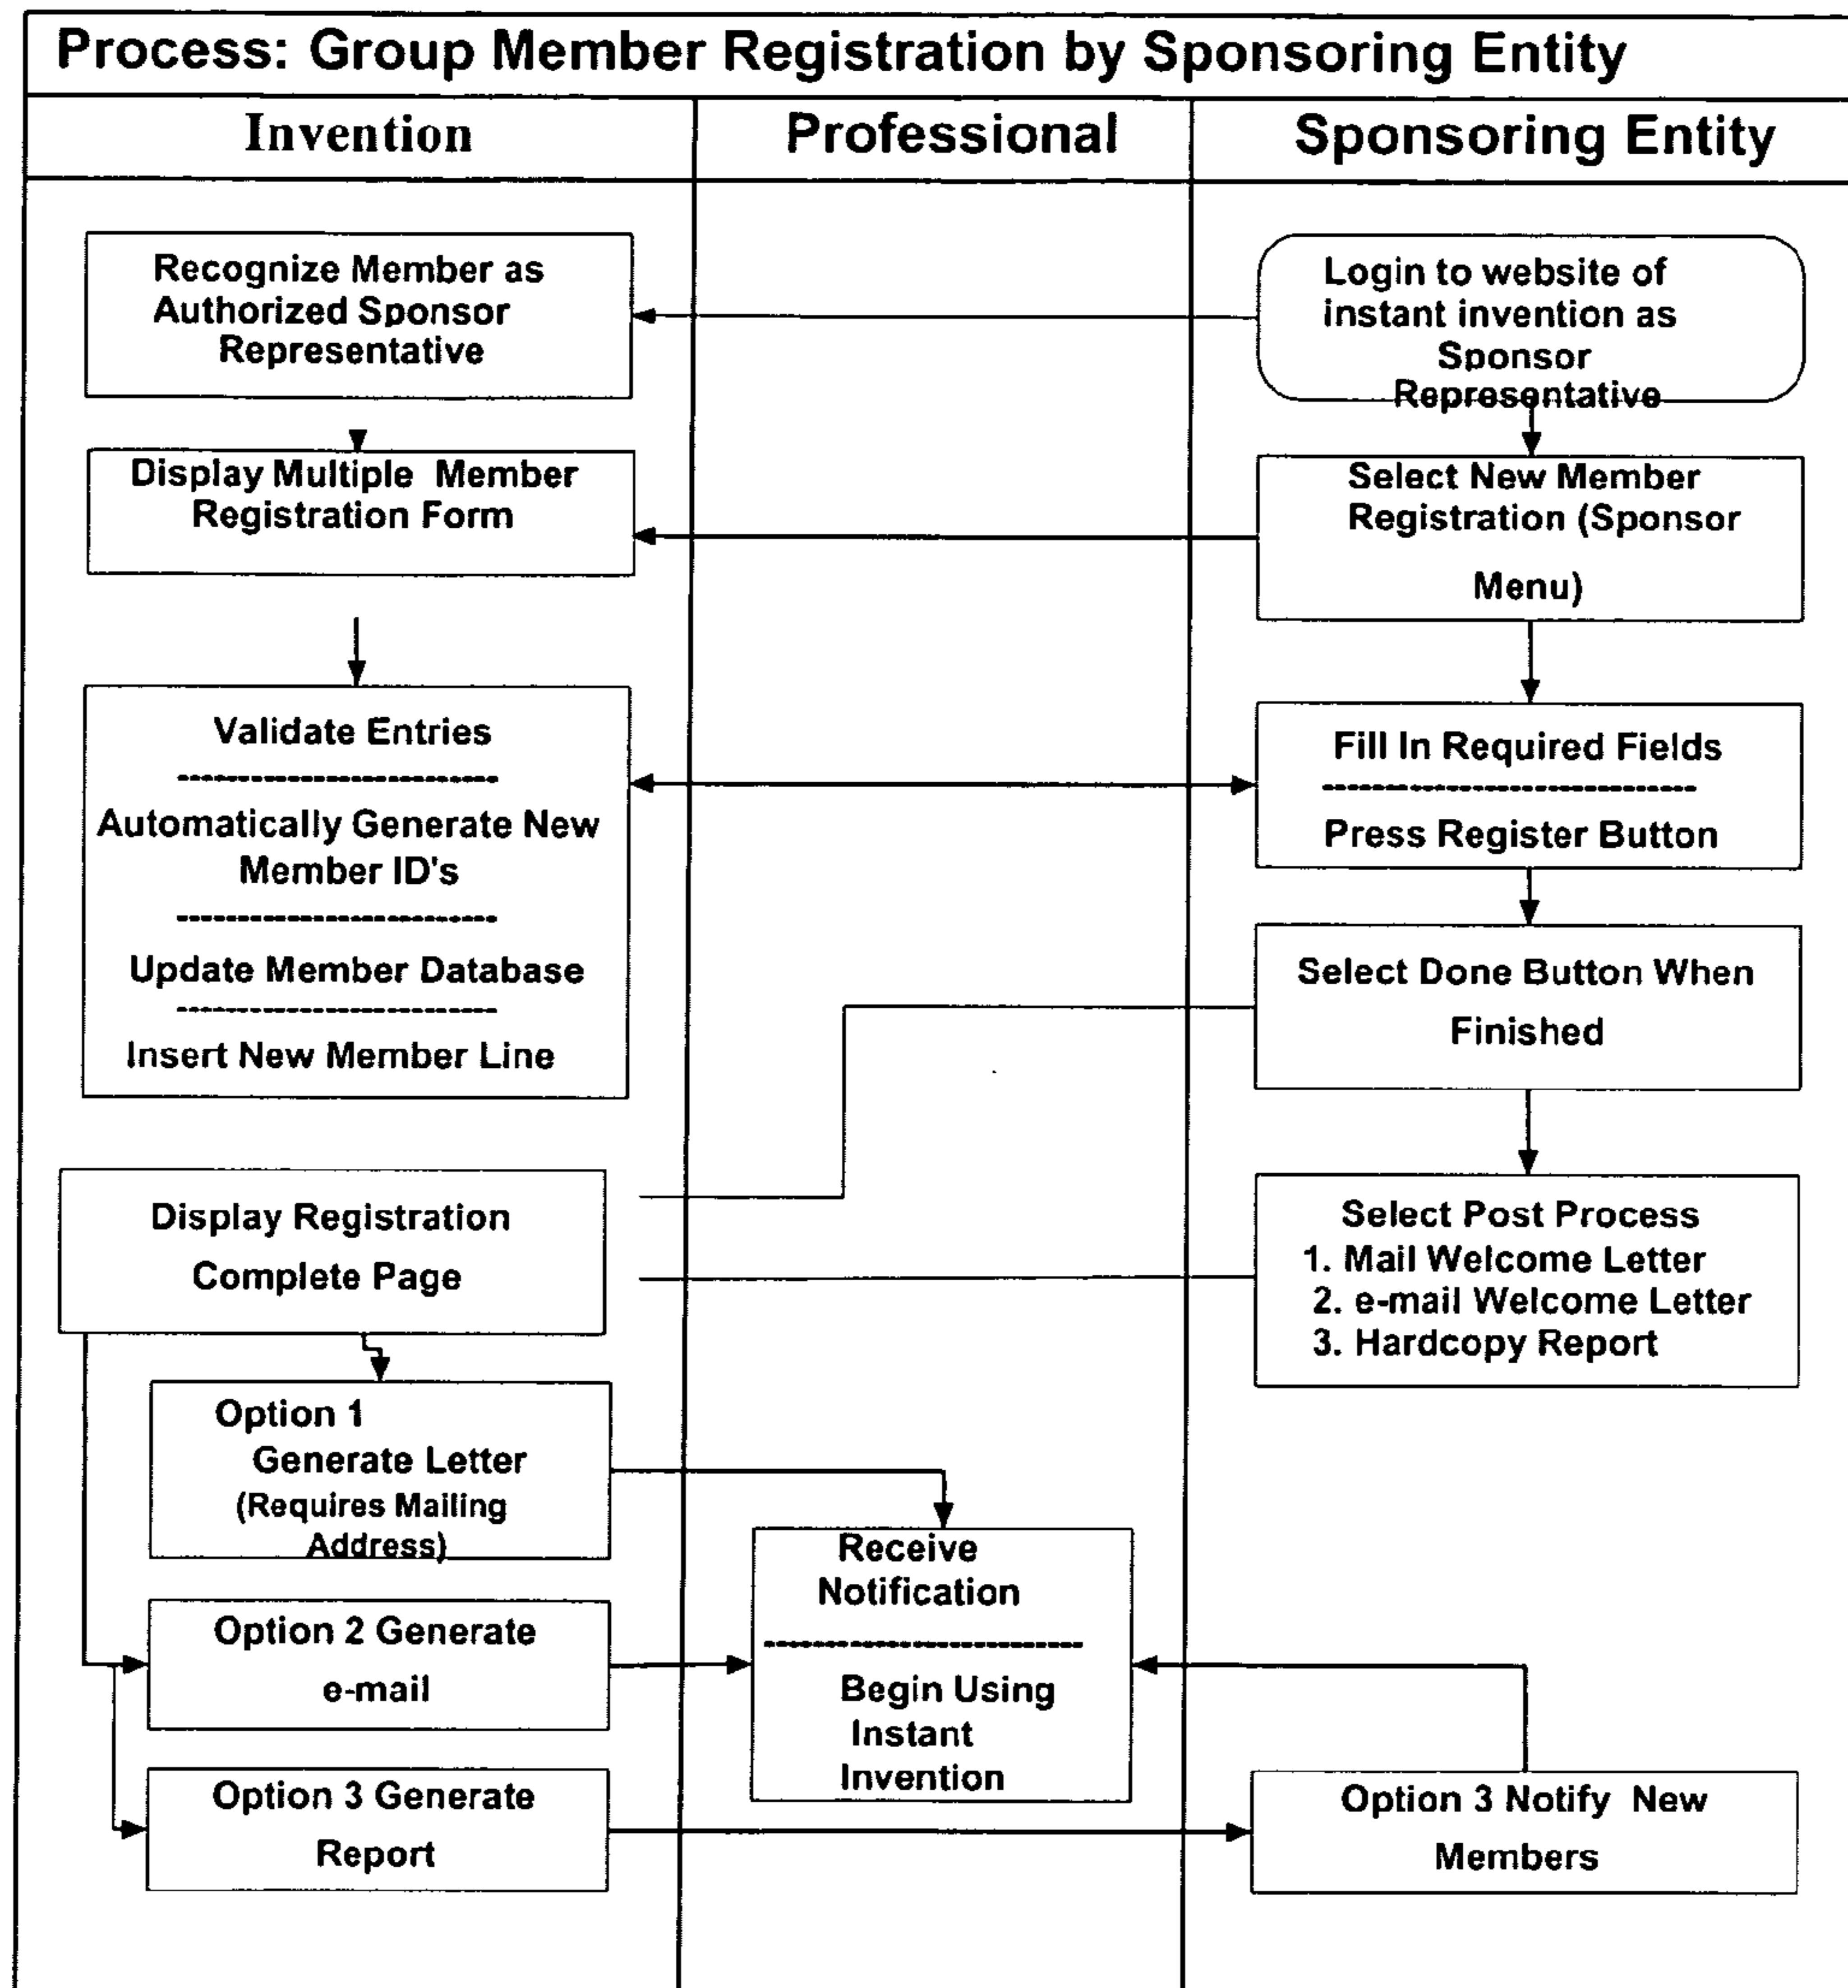 Process: Group Member Registration by Sponsoring Entity
Invention
Professional
Sponsoring Entity
Recognize Member as
Authorized Sponsor
Representative
Login to website of
instant invention as
Sponsor
Representative
Display Multiple Member
Registration Form
Select New Member
Registration (Sponsor
Menu)
Validate Entries
Automatically Generate New
Member ID's
Update Member Database
Insert New Member Line
Fill In Required Fields
Press Register Button
Select Done Button When
Finished
Display Registration
Complete Page
Select Post Process
1. Mail Welcome Letter
2. e-mail Welcome Letter
3. Hardcopy Report
Option 1
Generate Letter
(Requires Mailing
Address)
Receive
Notification
Begin Using
Instant
Invention
Option 2 Generate
e-mail
Option 3 Generate
Report
Option 3 Notify New
Members